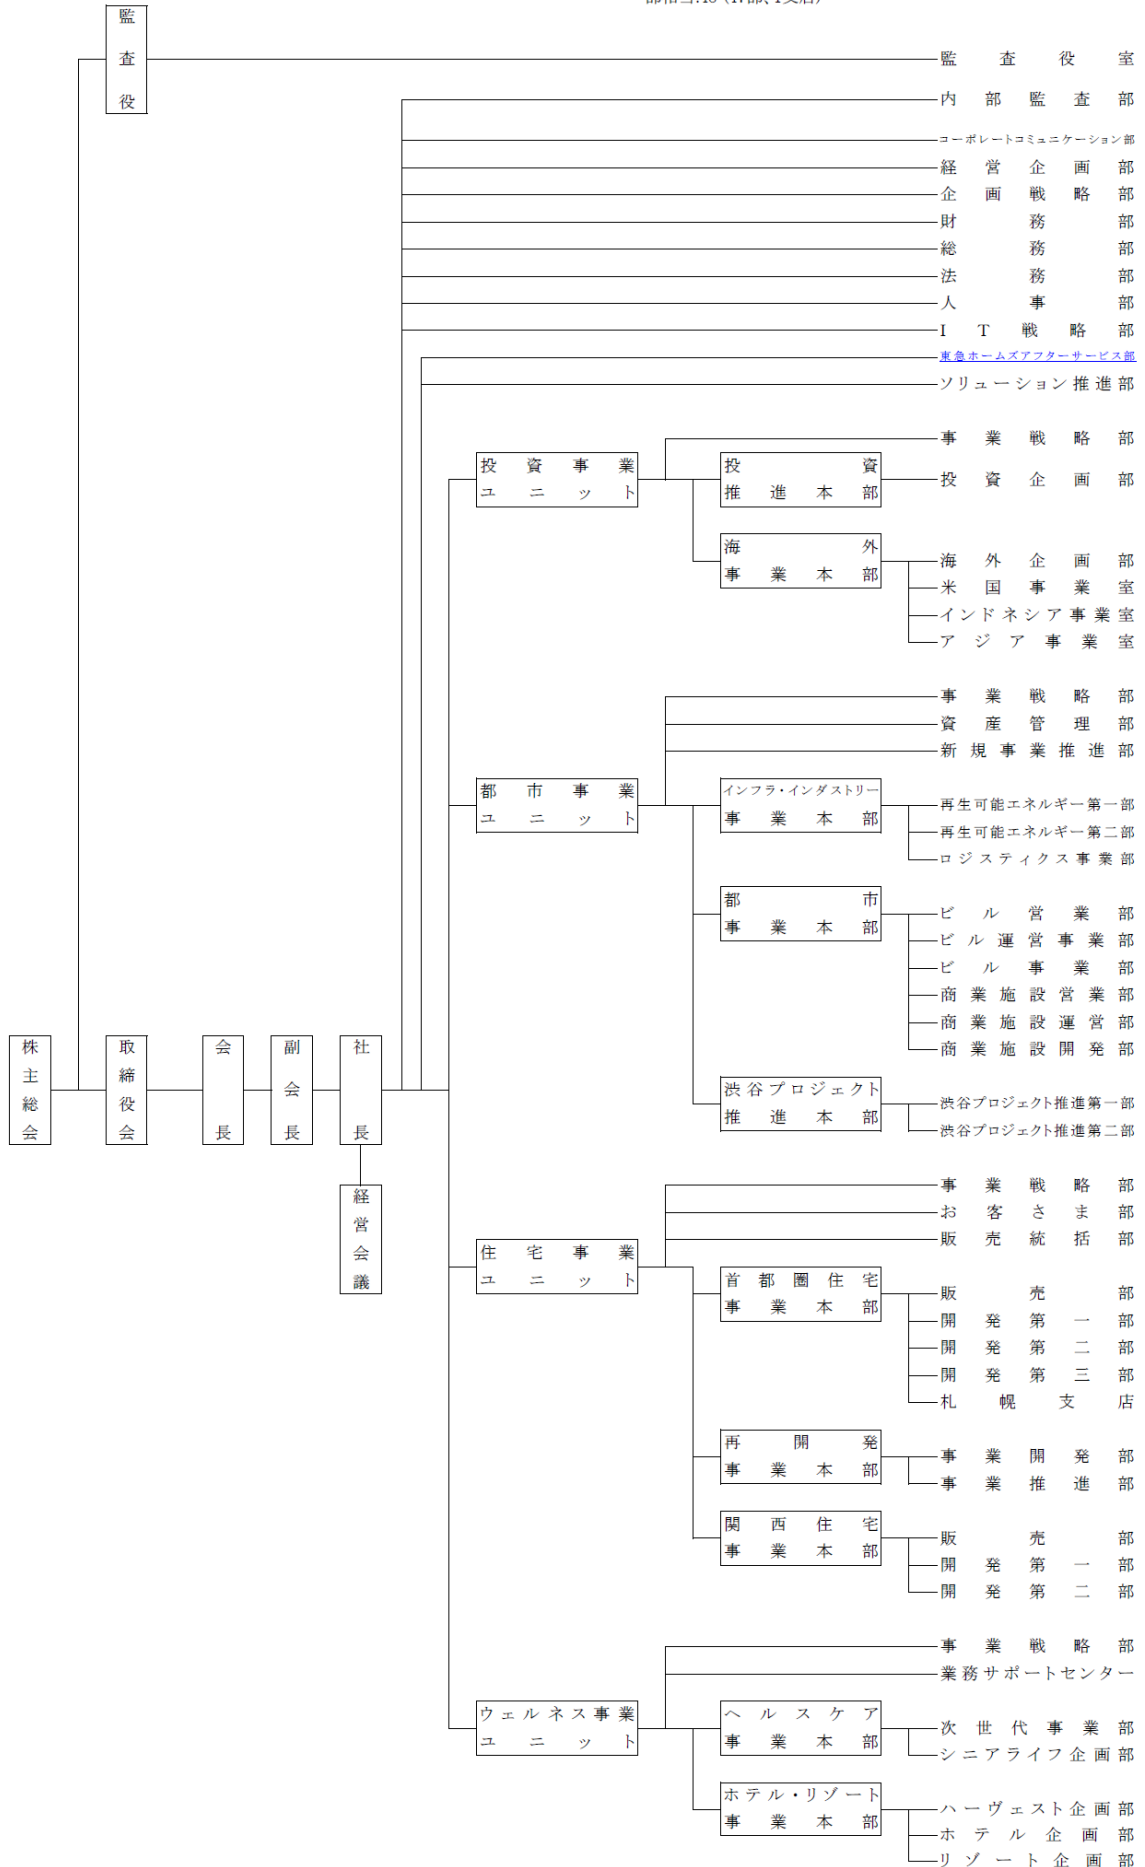 監査役
監査役室
内部監査部
コーポレートコミュニケーション部
経営企画部
企画戦略部
財務部
総務部
法務部
人事部
IT戦略部
東急ホームズアフターサービス部
ソリューション推進部
事業戦略部
投資事業
ユニット
投資
推進本部
投資企画部
海外
事業本部
海外企画部
米国事業室
インドネシア事業室
アジア事業室
事業戦略部
資産管理部
新規事業推進部
都市事業
ユニット
インフラ・インダストリー
事業本部
再生可能エネルギー第一部
再生可能エネルギー第二部
ロジスティクス事業部
都市
事業本部
ビル営業部
ビル運営事業部
ビル事業部
商業施設営業部
商業施設運営部
商業施設開発部
株主総会
取締役会
会長
副会長
社長
渋谷プロジェクト
推進本部
渋谷プロジェクト推進第一部
渋谷プロジェクト推進第二部
経営会議
事業戦略部
お客さま部
販売統括部
住宅事業
ユニット
首都圏住宅
事業本部
販売部
開発第一部
開発第二部
開発第三部
札幌支店
再開発
事業本部
事業開発部
事業推進部
関西住宅
事業本部
販売部
開発第一部
開発第二部
事業戦略部
業務サポートセンター
ウェルネス事業
ユニット
ヘルスケア
事業本部
次世代事業部
シニアライフ企画部
ホテル・リゾート
事業本部
ハーヴェスト企画部
ホテル企画部
リゾート企画部